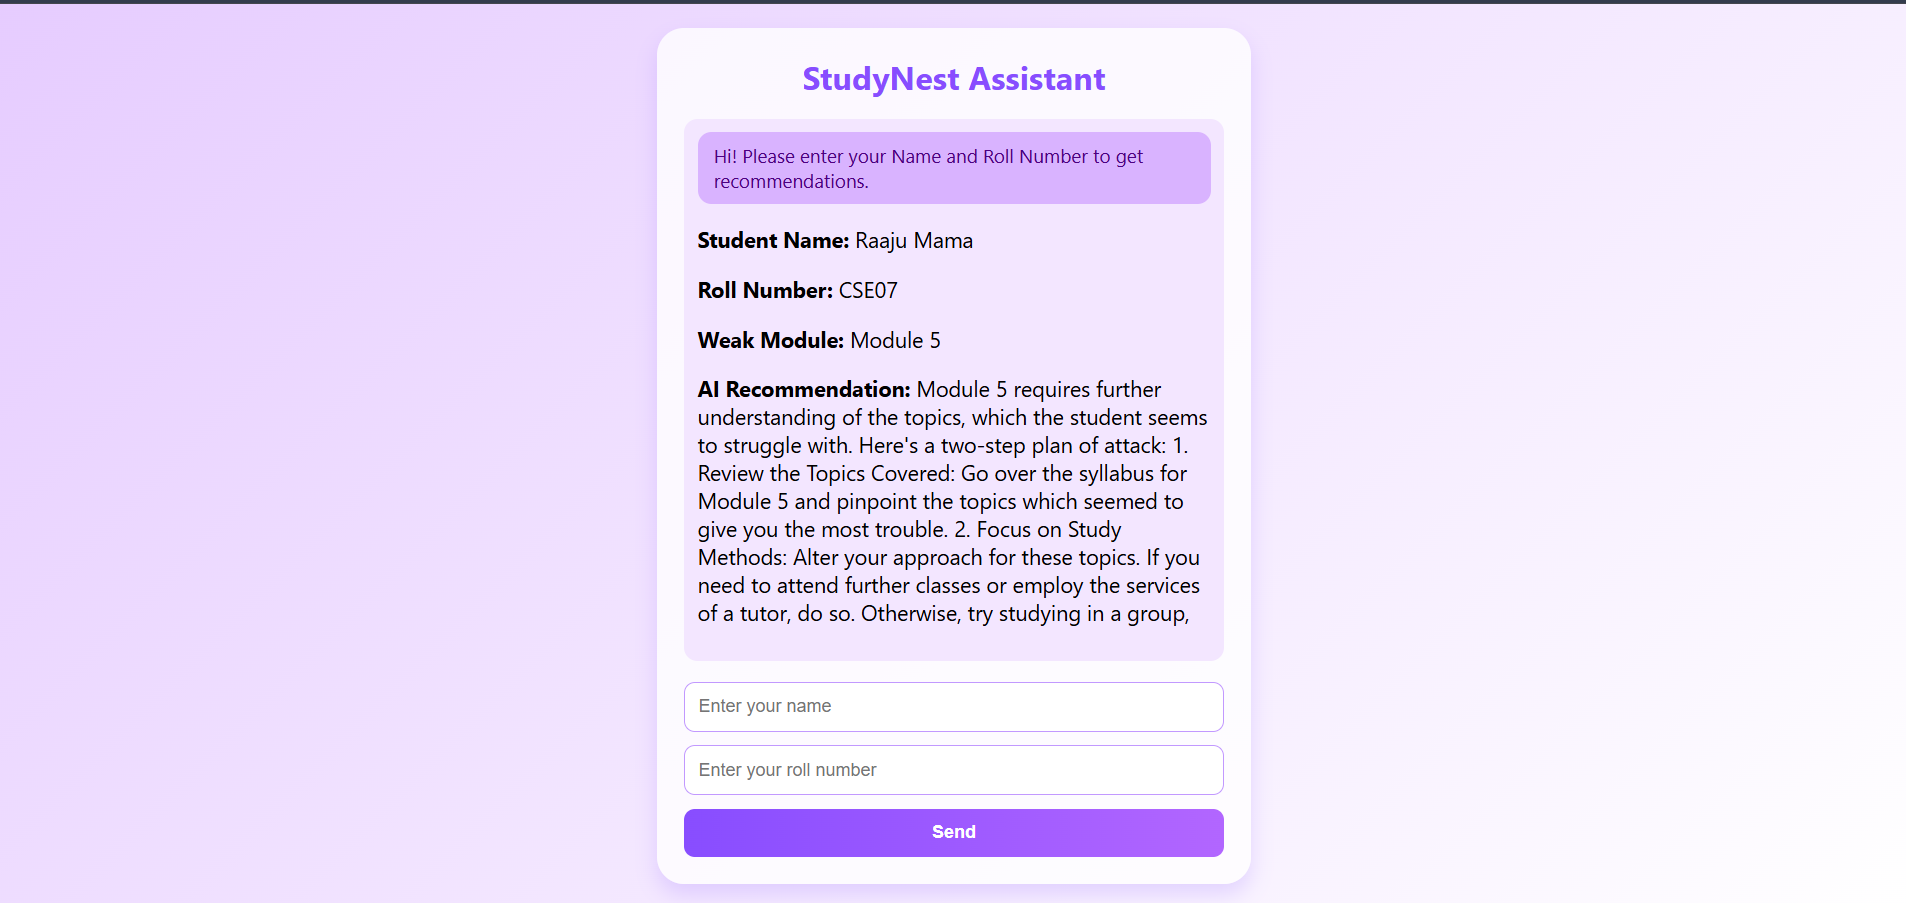 StudyNest Assistant
Hi! Please enter your Name and Roll Number to get
recommendations.
Student Name: Raaju Mama
Roll Number: CSE07
Weak Module: Module 5
AI Recommendation: Module 5 requires further
understanding of the topics, which the student seems
to struggle with. Here's a two-step plan of attack: 1.
Review the Topics Covered: Go over the syllabus for
Module 5 and pinpoint the topics which seemed to
give you the most trouble. 2. Focus on Study
Methods: Alter your approach for these topics. If you
need to attend further classes or employ the services
of a tutor, do so. Otherwise, try studying in a group,
Enter your name
Enter your roll number
Send